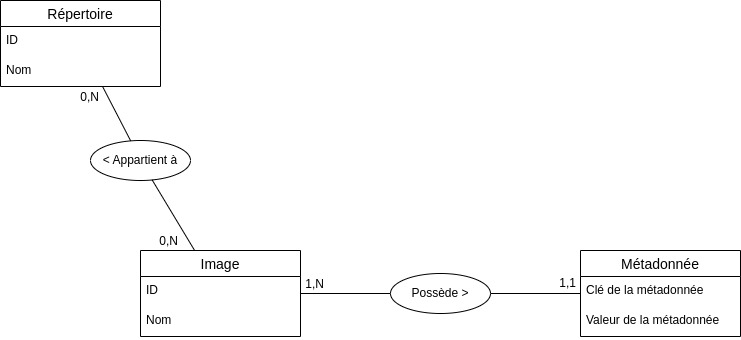 Répertoire
ID
Nom
0,N
< Appartient à
0,N
Image
ID
Nom
1,N
Possède >
1,1
Métadonnée
Clé de la métadonnée
Valeur de la métadonnée